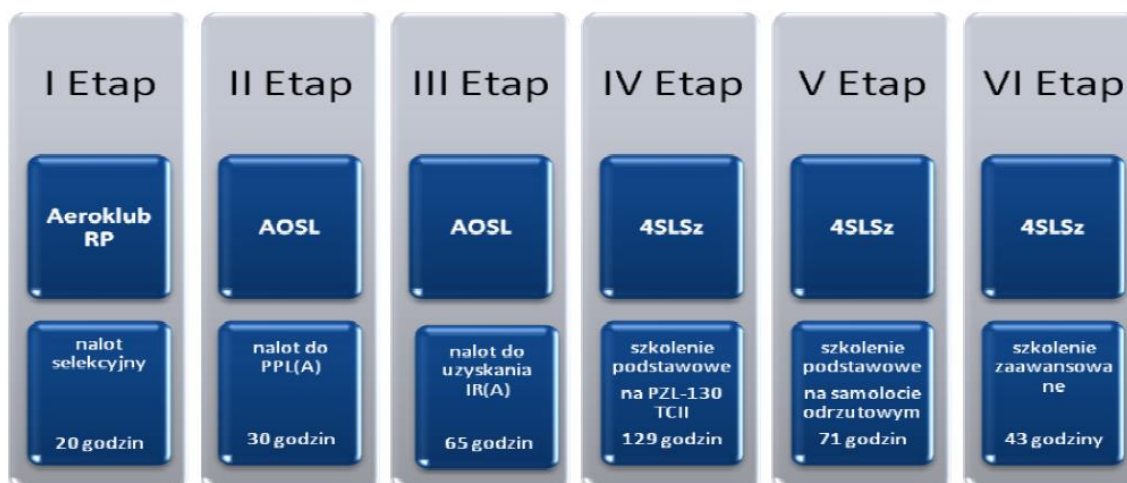 I Etap
II Etap
III Etap
IV Etap
V Etap
VI Etap
Aeroklub
RP
AOSL
AOSL
4SLSz
4SLSz
4SLSz
nalot
selekcyjny
20 godzin
nalot do
PPL(A)
30 godzin
nalot do
uzyskania
IR(A)
65 godzin
szkolenie
podstawowe
na PZL-130
TCII
129 godzin
szkolenie
podstawowe
na samolocie
odrzutowym
71 godzin
szkolenie
zaawansowa
ne
43 godziny